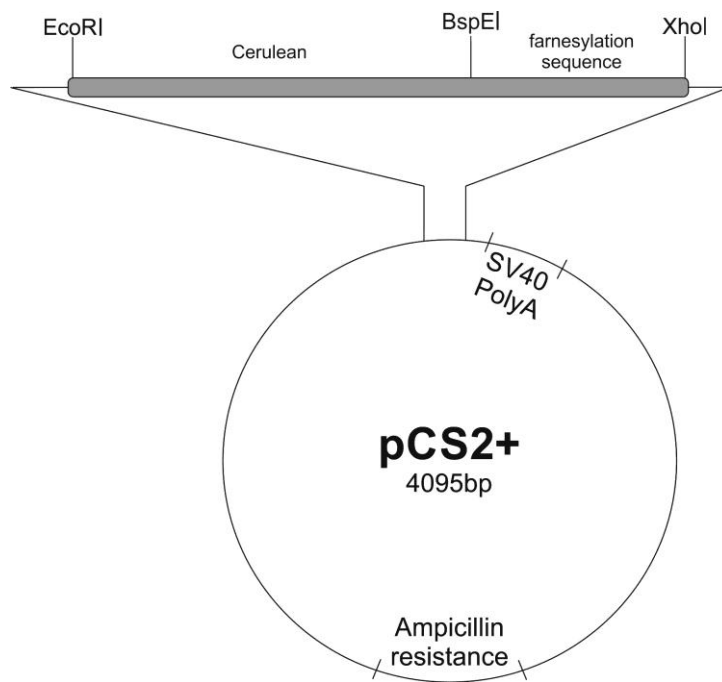 EcoRI
Cerulean
BspEI
farnesylation
sequence
XhoI
SV40
PolyA
pCS2+
4095bp
Ampicillin
resistance